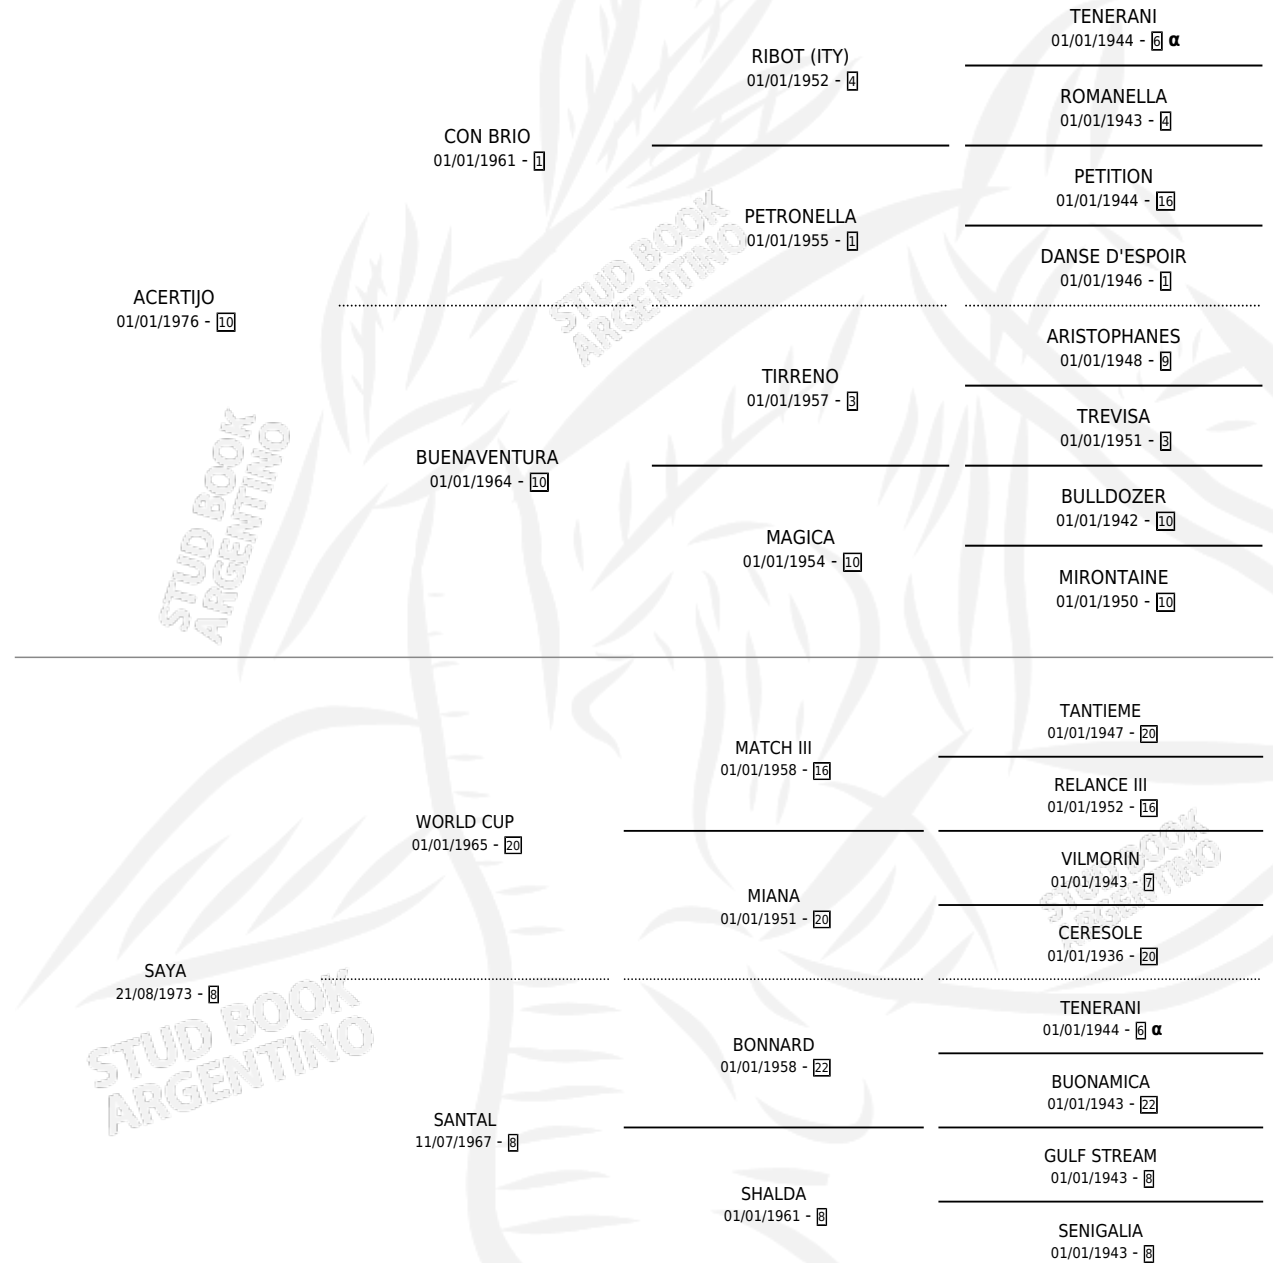 TENERANI
01/01/1944 - 6 α
RIBOT (ITY)
01/01/1952 - 4
ROMANELLA
01/01/1943 - 4
CON BRIO
01/01/1961 - 1
PETITION
01/01/1944 - 16
PETRONELLA
01/01/1955 - 1
DANSE D'ESPOIR
01/01/1946 - 1
STUD BOOK
ARGENTINO
ACERTIJO
01/01/1976 - 10
ARISTOPHANES
01/01/1948 - 9
TIRRENO
01/01/1957 - 3
TREVISA
01/01/1951 - 3
BUENAVENTURA
01/01/1964 - 10
BULLDOZER
01/01/1942 - 10
MAGICA
01/01/1954 - 10
MIRONTAINE
01/01/1950 - 10
STUD BOOK
ARGENTINO
TANTIEME
01/01/1947 - 20
MATCH III
01/01/1958 - 16
RELANCE III
01/01/1952 - 16
WORLD CUP
01/01/1965 - 20
VILMORIN
01/01/1943 - 7
STUD BOOK
ARGENTINO
MIANA
01/01/1951 - 20
CERESOLE
01/01/1936 - 20
SAYA
21/08/1973 - 8
TENERANI
01/01/1944 - 6 α
BONNARD
01/01/1958 - 22
BUONAMICA
01/01/1943 - 22
STUD BOOK
ARGENTINO
SANTAL
11/07/1967 - 8
GULF STREAM
01/01/1943 - 8
SHALDA
01/01/1961 - 8
SENIGALIA
01/01/1943 - 8